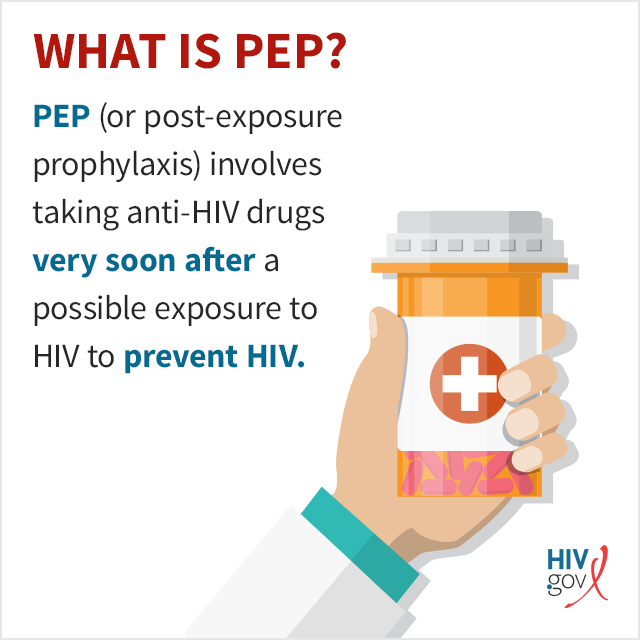 WHAT IS PEP?
PEP (or post-exposure
prophylaxis) involves
taking anti-HIV drugs
very soon after a
possible exposure to
HIV to prevent HIV.
HIV
.gov